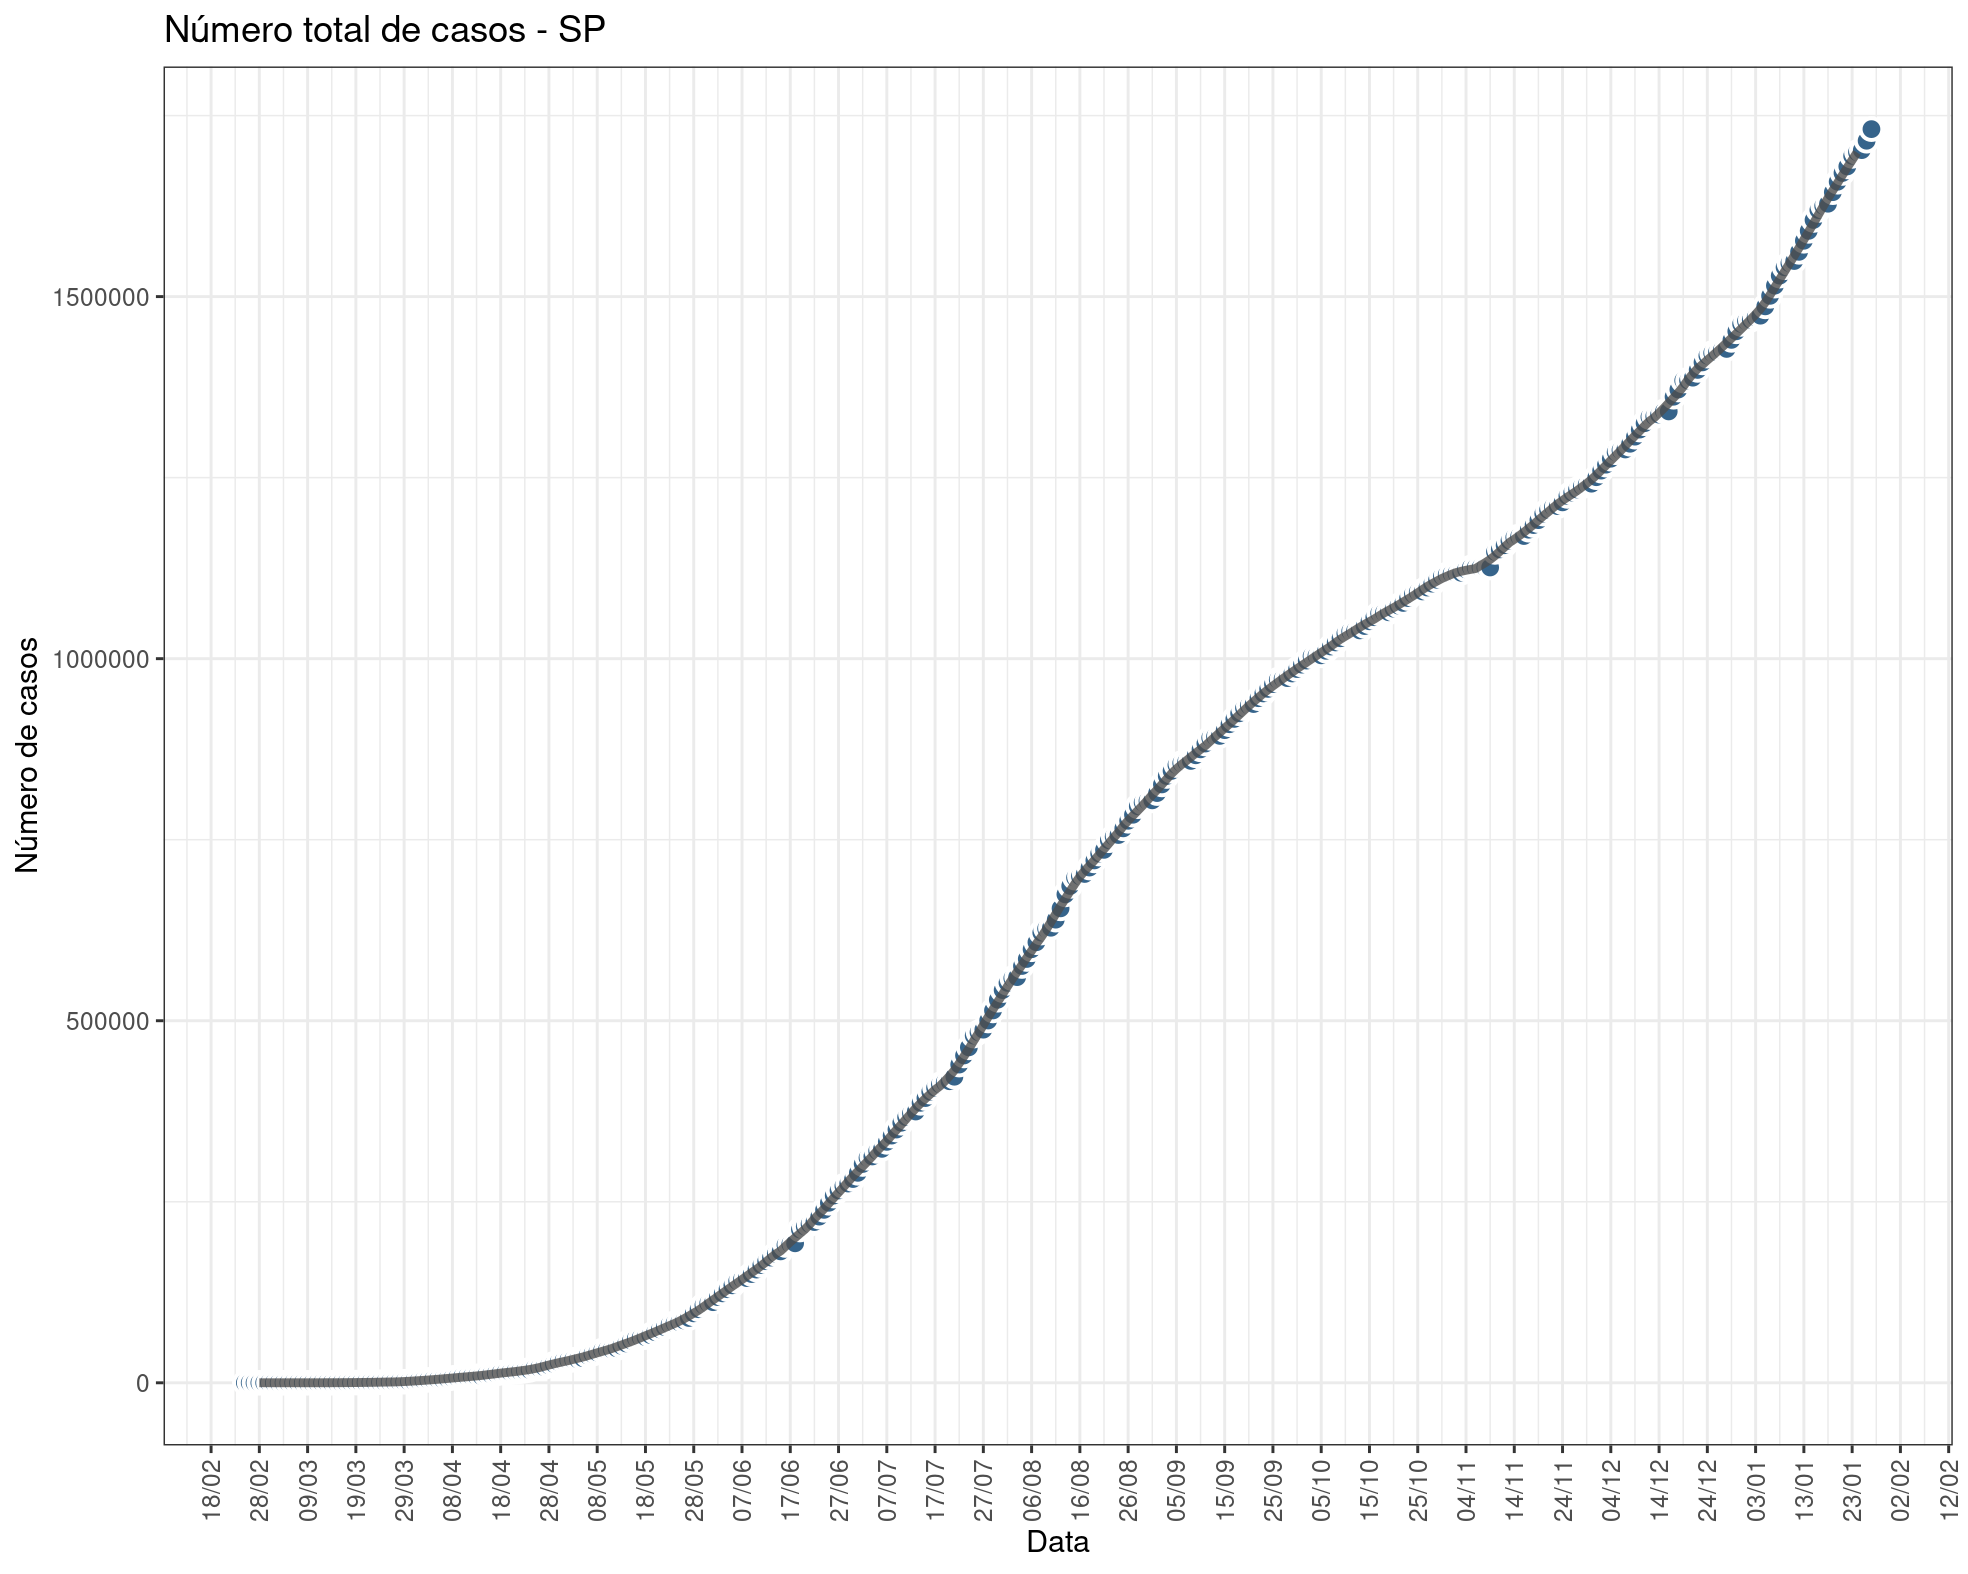 Número total de casos - SP
Número de casos
1500000
1000000
500000
0
18/02 28/02 09/03 19/03 29/03 08/04 18/04 28/04 08/05 18/05 28/05 07/06 17/06 27/06 07/07 17/07 27/07 06/08 16/08 26/08 05/09 15/09 25/09 05/10 15/10 25/10 04/11 14/11 24/11 04/12 14/12 24/12 03/01 13/01 23/01 02/02 12/02
Data